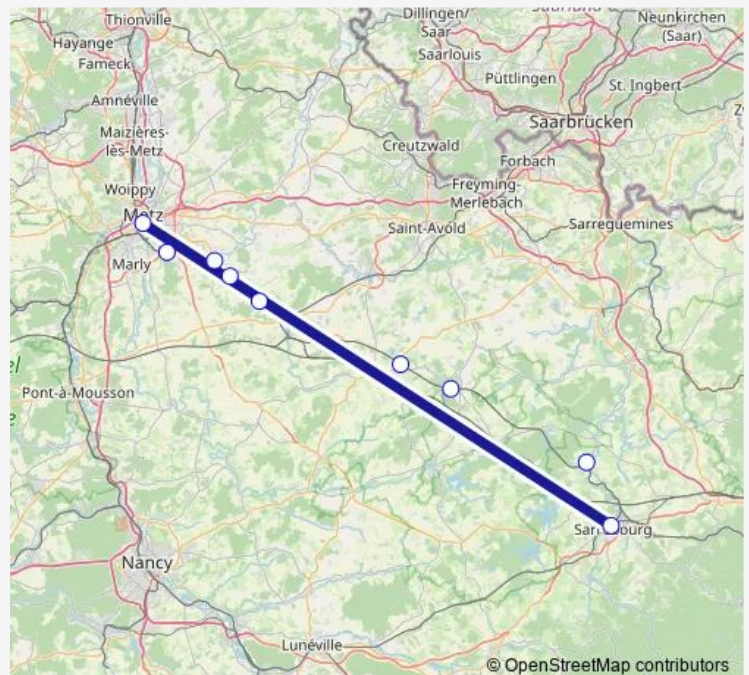 Thionville
Hayange
Fameck
Amnéville
Maizières-
lès-Metz
Woippy
Metz
Marly
Pont-à-Mousson
Nancy
Lunéville
Dillingen/
Saar
Saarlouis
Saarland
Neunkirchen
(Saar)
Püttlingen
St. Ingbert
Saarbrücken
Creutzwald
Forbach
Freyming-
Merlebach
Saint-Avold
Sarreguemines
© OpenStreetMap contributors